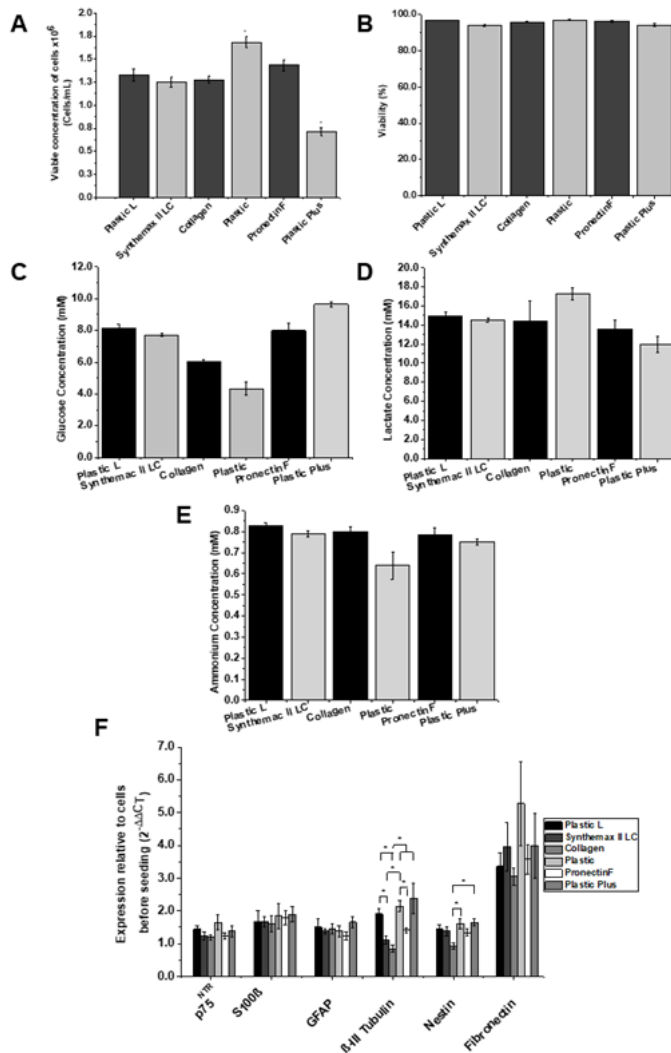 A
Viable concentration of cells x10⁶
(Cells/mL)
1.8
1.5
1.3
1.0
0.8
0.5
0.3
0.0
Plastic L
Synthemax II LC
Collagen
Plastic
PronectinF
Plastic Plus
B
Viability (%)
100.0
80.0
60.0
40.0
20.0
0.0
Plastic L
Synthemax II LC
Collagen
Plastic
PronectinF
Plastic Plus
C
Glucose Concentration (mM)
12.0
10.0
8.0
6.0
4.0
2.0
0.0
Plastic L
Synthemac II LC
Collagen
Plastic
PronectinF
Plastic Plus
D
Lactate Concentration (mM)
20.0
18.0
16.0
14.0
12.0
10.0
8.0
6.0
4.0
2.0
0.0
Plastic L
Synthemac II LC
Collagen
Plastic
PronectinF
Plastic Plus
E
Ammonium Concentration (mM)
0.9
0.8
0.7
0.6
0.5
0.4
0.3
0.2
0.1
0.0
Plastic L
Synthemac II LC
Collagen
Plastic
PronectinF
Plastic Plus
F
Expression relative to cells
before seeding (2^-ΔΔCT)
7.0
6.0
5.0
4.0
3.0
2.0
1.0
0.0
p75NTR
S100ß
GFAP
ß-III Tubulin
Nestin
Fibronectin
Plastic L
Synthemax II LC
Collagen
Plastic
PronectinF
Plastic Plus